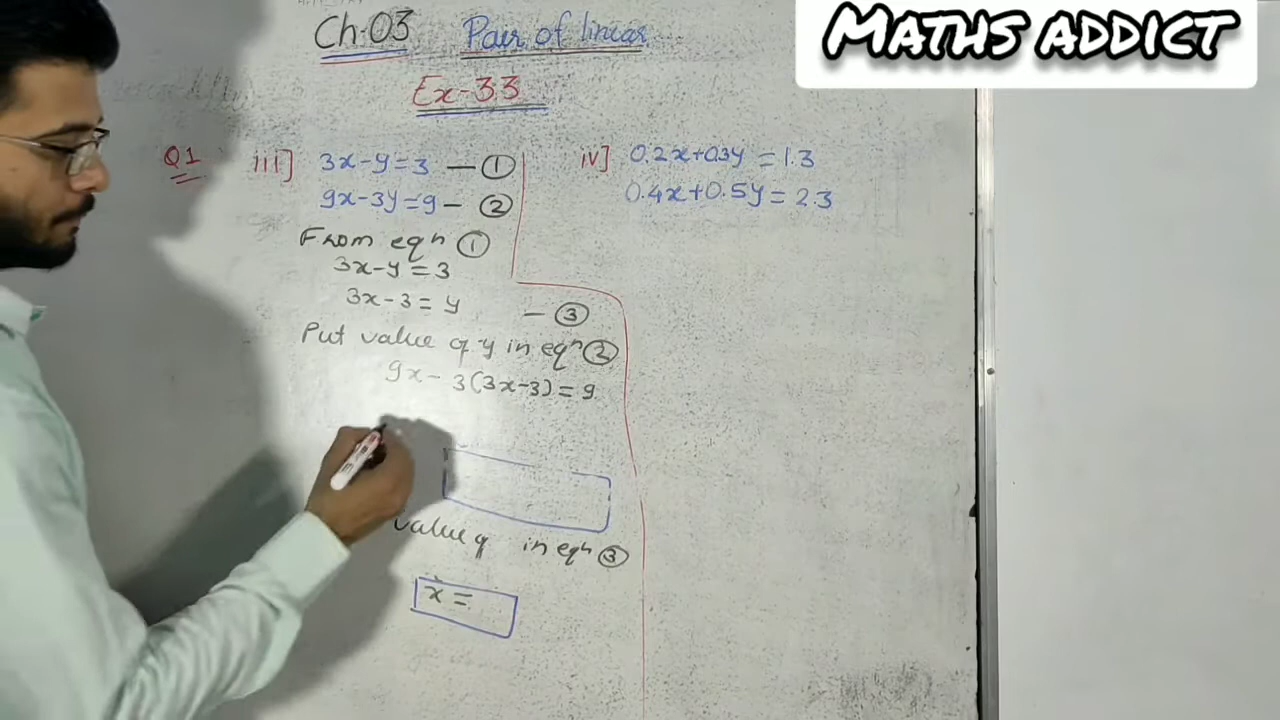 MATHS ADDICT
Ch.03 Pair of linear
Ex-3.3
Q1 iii] 3x-y=3 — ①
9x-3y=9 — ②
From eqⁿ ①
3x-y=3
3x-3=y — ③
Put value of y in eqⁿ ②
9x-3(3x-3)=9
value of in eqⁿ ③
x=
iv] 0.2x+0.3y=1.3
0.4x+0.5y=2.3